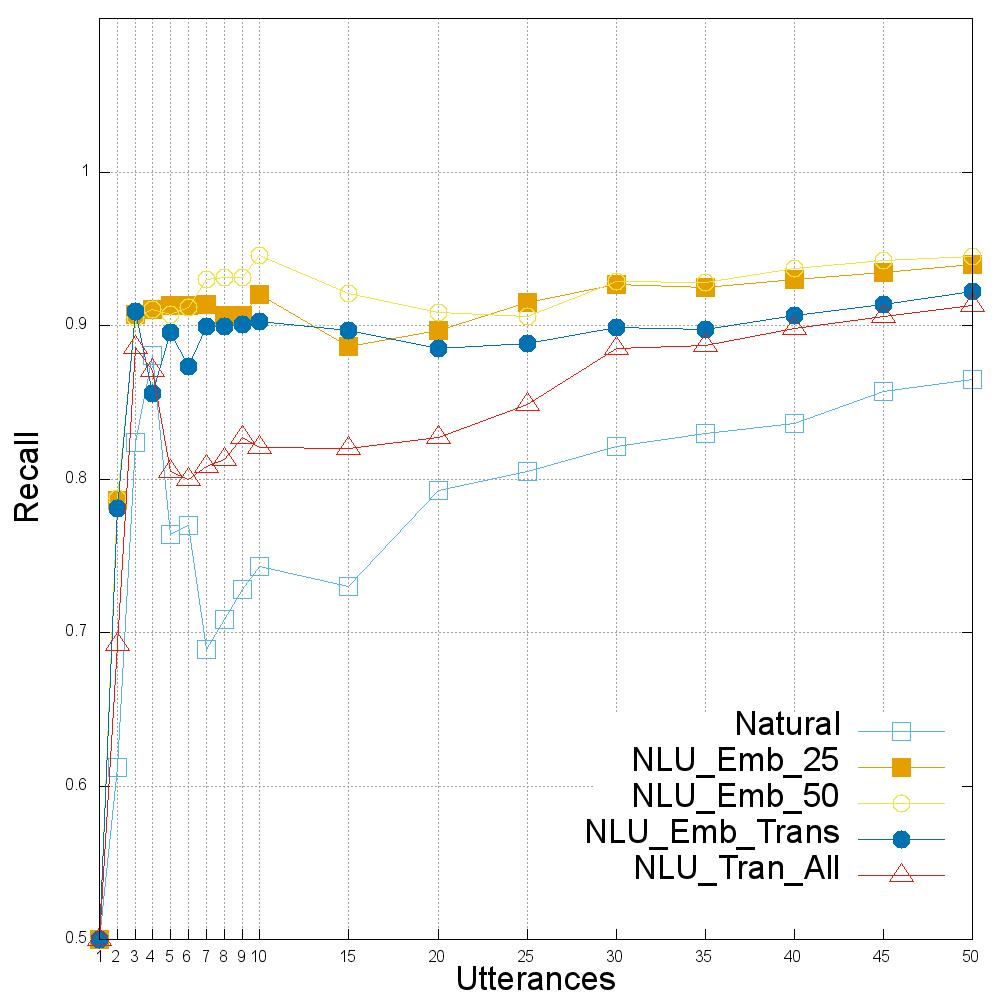 1
0.9
0.8
0.7
0.6
0.5
Recall
Natural
NLU_Emb_25
NLU_Emb_50
NLU_Emb_Trans
NLU_Tran_All
1 2 3 4 5 6 7 8 9 10 15 20 25 30 35 40 45 50
Utterances